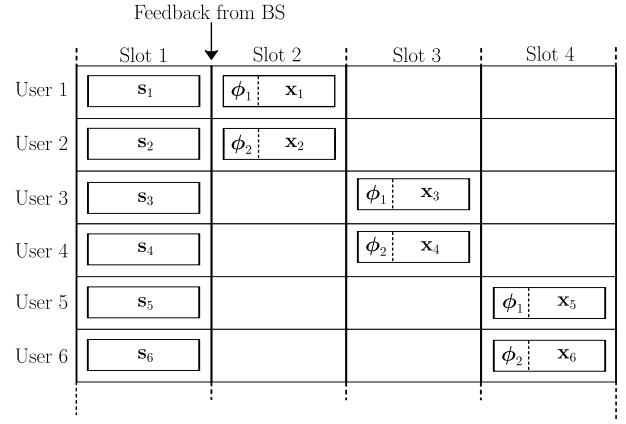 Feedback from BS
Slot 1 Slot 2 Slot 3 Slot 4
User 1 s₁ ϕ₁ x₁
User 2 s₂ ϕ₂ x₂
User 3 s₃ ϕ₁ x₃
User 4 s₄ ϕ₂ x₄
User 5 s₅ ϕ₁ x₅
User 6 s₆ ϕ₂ x₆